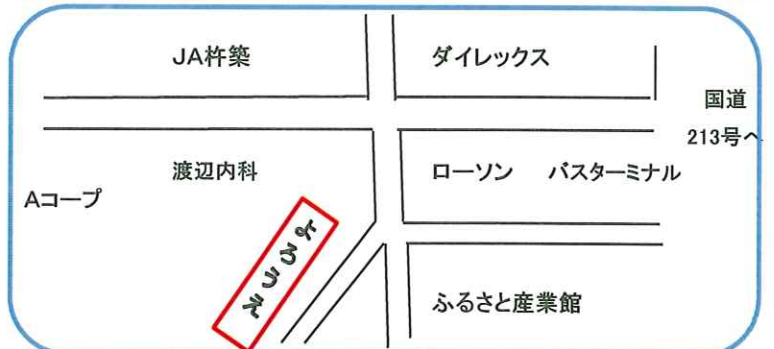 JA杵築
ダイレックス
国道
213号へ
渡辺内科
ローソン
バスターミナル
Aコープ
よろうえ
ふるさと産業館